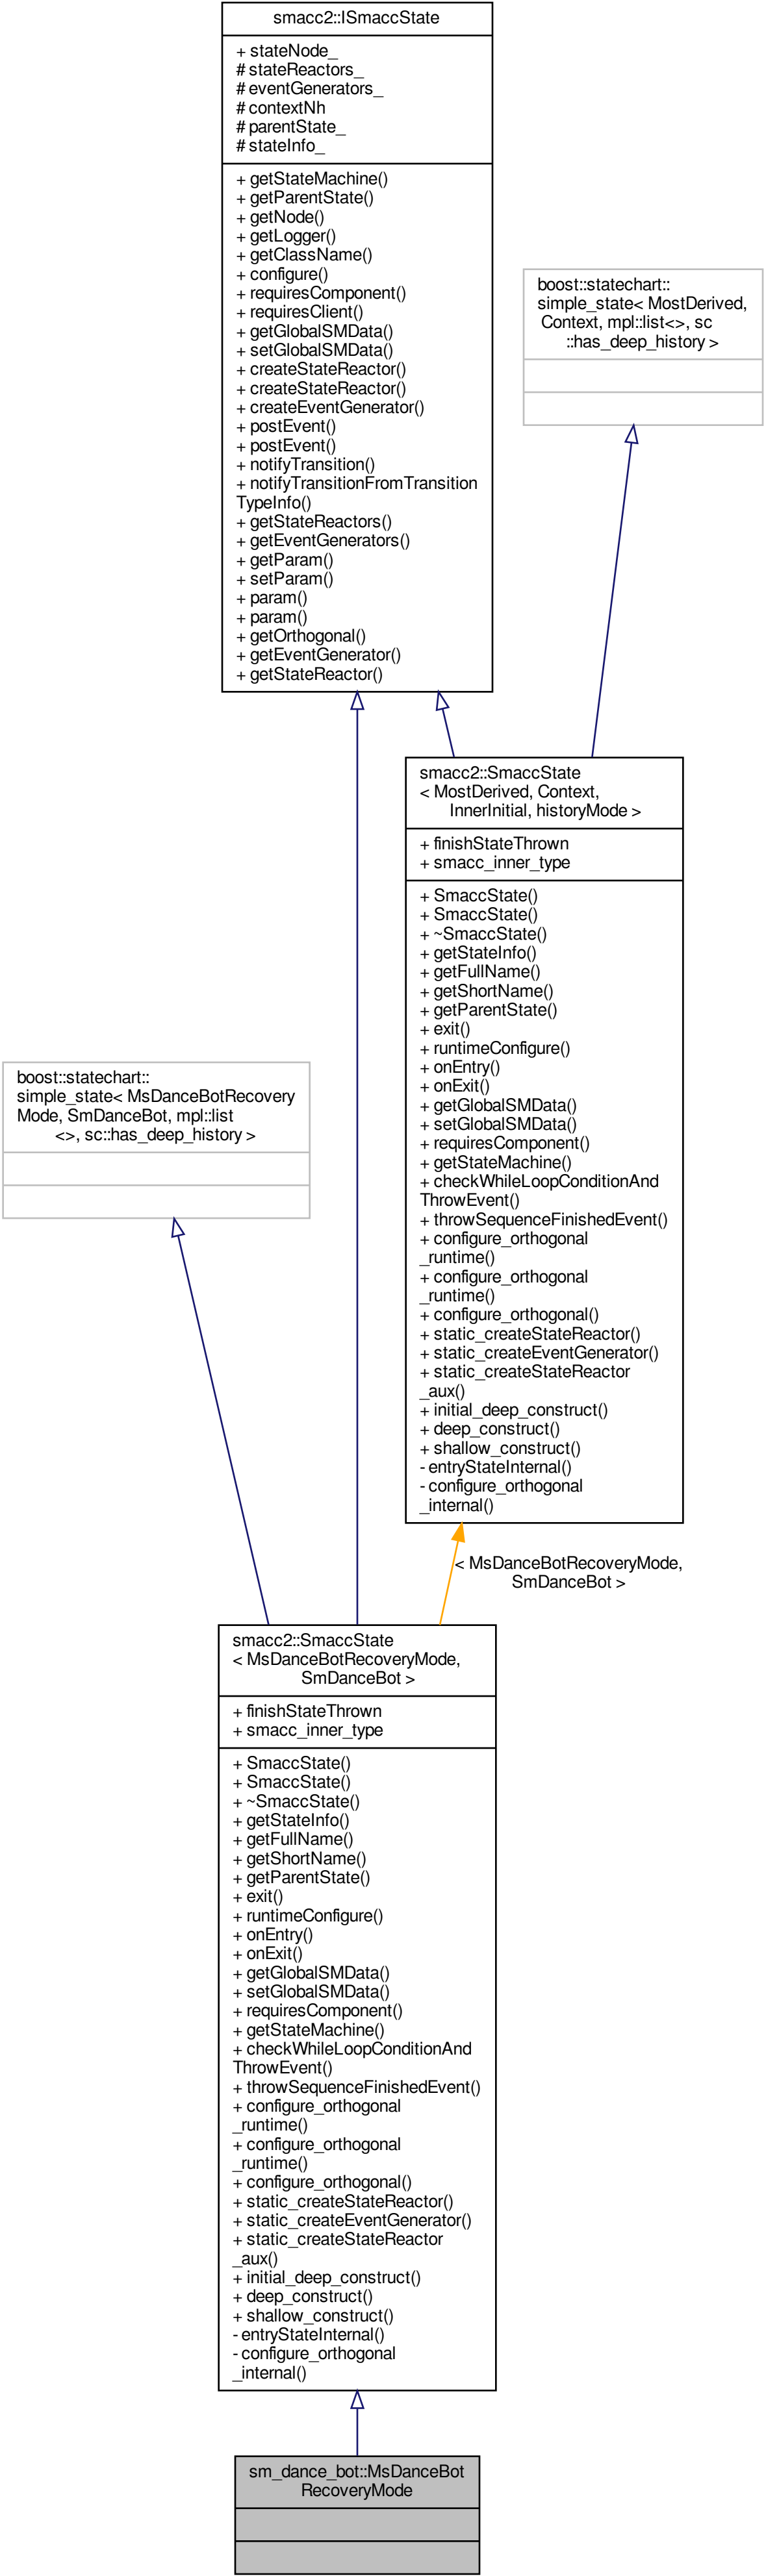 smacc2::ISmaccState
+ stateNode_
# stateReactors_
# eventGenerators_
# contextNh
# parentState_
# stateInfo_
+ getStateMachine()
+ getParentState()
+ getNode()
+ getLogger()
+ getClassName()
+ configure()
+ requiresComponent()
+ requiresClient()
+ getGlobalSMData()
+ setGlobalSMData()
+ createStateReactor()
+ createStateReactor()
+ createEventGenerator()
+ postEvent()
+ postEvent()
+ notifyTransition()
+ notifyTransitionFromTransition
TypeInfo()
+ getStateReactors()
+ getEventGenerators()
+ getParam()
+ setParam()
+ param()
+ param()
+ getOrthogonal()
+ getEventGenerator()
+ getStateReactor()
boost::statechart::
simple_state< MostDerived,
Context, mpl::list<>, sc
::has_deep_history >
smacc2::SmaccState
< MostDerived, Context,
InnerInitial, historyMode >
+ finishStateThrown
+ smacc_inner_type
+ SmaccState()
+ SmaccState()
+ ~SmaccState()
+ getStateInfo()
+ getFullName()
+ getShortName()
+ getParentState()
+ exit()
+ runtimeConfigure()
+ onEntry()
+ onExit()
+ getGlobalSMData()
+ setGlobalSMData()
+ requiresComponent()
+ getStateMachine()
+ checkWhileLoopConditionAnd
ThrowEvent()
+ throwSequenceFinishedEvent()
+ configure_orthogonal
_runtime()
+ configure_orthogonal
_runtime()
+ configure_orthogonal()
+ static_createStateReactor()
+ static_createEventGenerator()
+ static_createStateReactor
_aux()
+ initial_deep_construct()
+ deep_construct()
+ shallow_construct()
- entryStateInternal()
- configure_orthogonal
_internal()
boost::statechart::
simple_state< MsDanceBotRecovery
Mode, SmDanceBot, mpl::list
<>, sc::has_deep_history >
< MsDanceBotRecoveryMode,
SmDanceBot >
smacc2::SmaccState
< MsDanceBotRecoveryMode,
SmDanceBot >
+ finishStateThrown
+ smacc_inner_type
+ SmaccState()
+ SmaccState()
+ ~SmaccState()
+ getStateInfo()
+ getFullName()
+ getShortName()
+ getParentState()
+ exit()
+ runtimeConfigure()
+ onEntry()
+ onExit()
+ getGlobalSMData()
+ setGlobalSMData()
+ requiresComponent()
+ getStateMachine()
+ checkWhileLoopConditionAnd
ThrowEvent()
+ throwSequenceFinishedEvent()
+ configure_orthogonal
_runtime()
+ configure_orthogonal
_runtime()
+ configure_orthogonal()
+ static_createStateReactor()
+ static_createEventGenerator()
+ static_createStateReactor
_aux()
+ initial_deep_construct()
+ deep_construct()
+ shallow_construct()
- entryStateInternal()
- configure_orthogonal
_internal()
sm_dance_bot::MsDanceBot
RecoveryMode